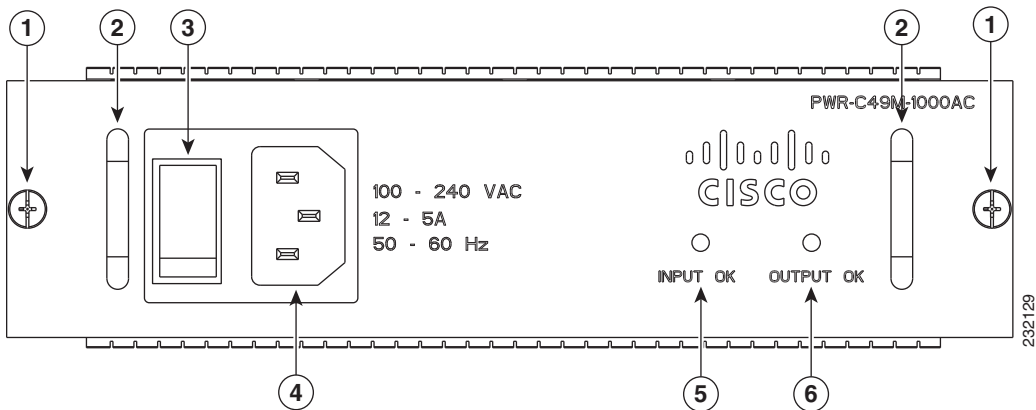 1 2 3 2 1
PWR-C49M-1000AC
CISCO
100 - 240 VAC
12 - 5A
50 - 60 Hz
INPUT OK OUTPUT OK
232129
4 5 6